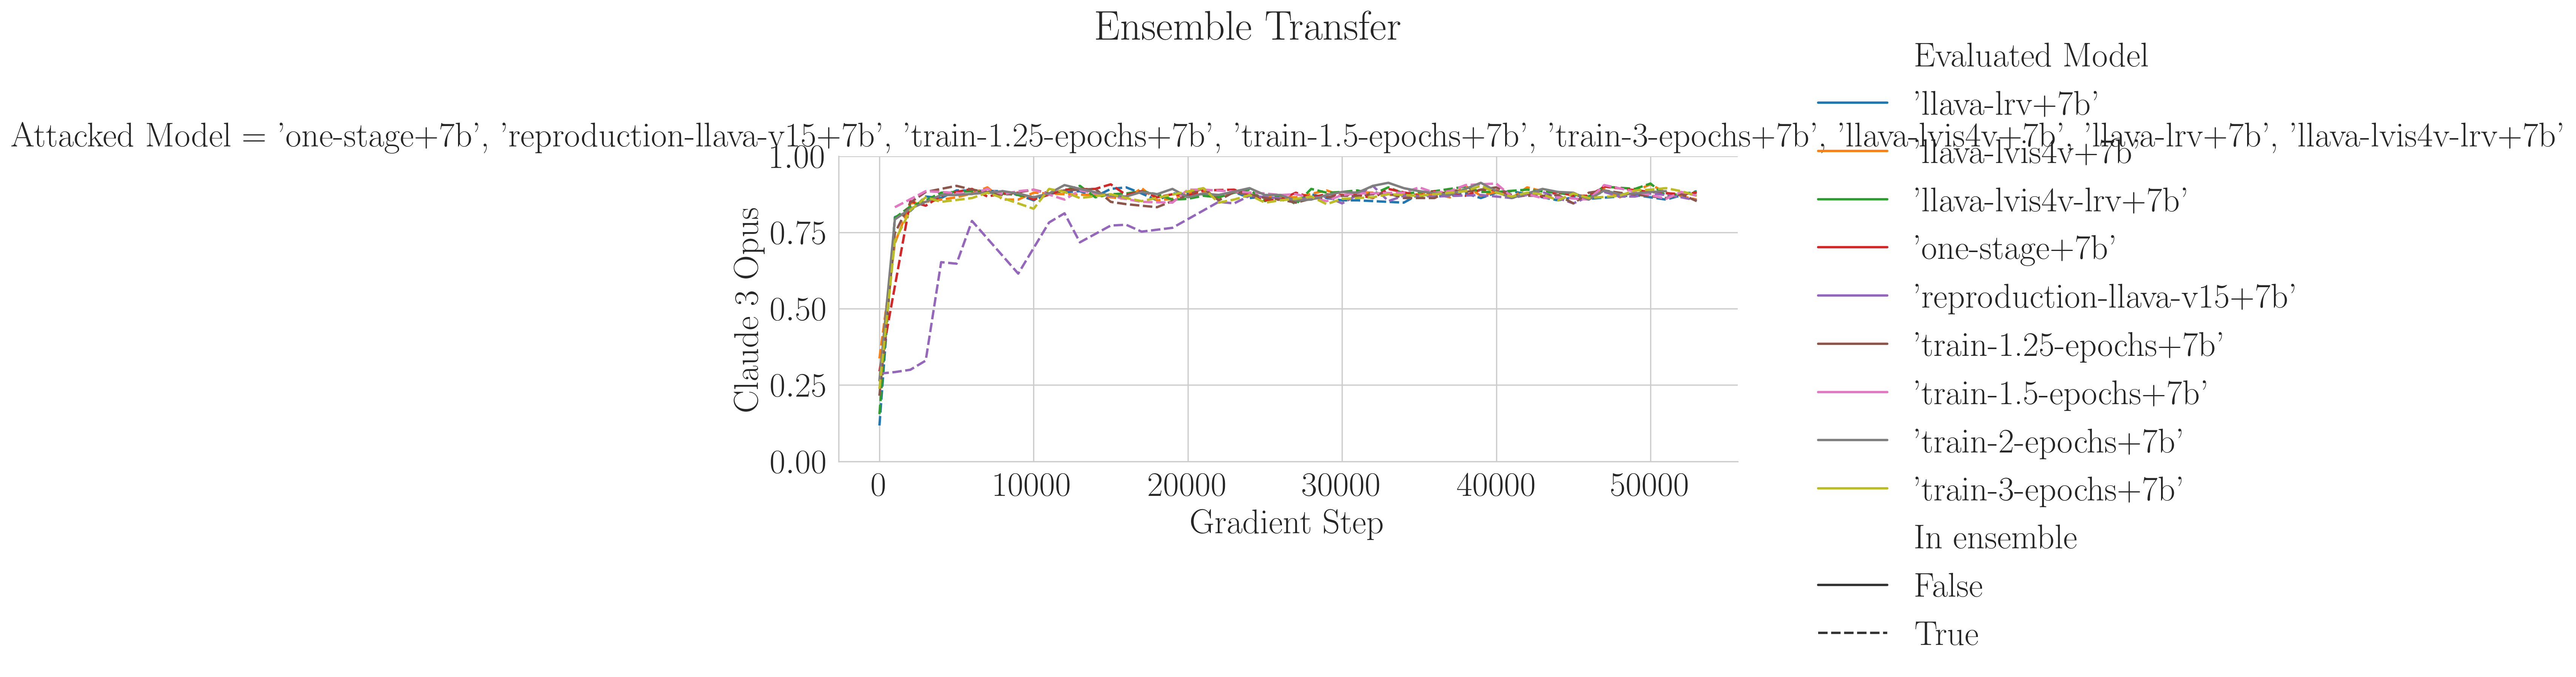 Ensemble Transfer
Attacked Model = 'one-stage+7b', 'reproduction-llava-v15+7b', 'train-1.25-epochs+7b', 'train-1.5-epochs+7b', 'train-3-epochs+7b', 'llava-lvis4v+7b', 'llava-lrv+7b', 'llava-lvis4v-lrv+7b'
Claude 3 Opus
1.00
0.75
0.50
0.25
0.00
0
10000
20000
30000
40000
50000
Gradient Step
Evaluated Model
'llava-lrv+7b'
'llava-lvis4v+7b'
'llava-lvis4v-lrv+7b'
'one-stage+7b'
'reproduction-llava-v15+7b'
'train-1.25-epochs+7b'
'train-1.5-epochs+7b'
'train-2-epochs+7b'
'train-3-epochs+7b'
In ensemble
False
True